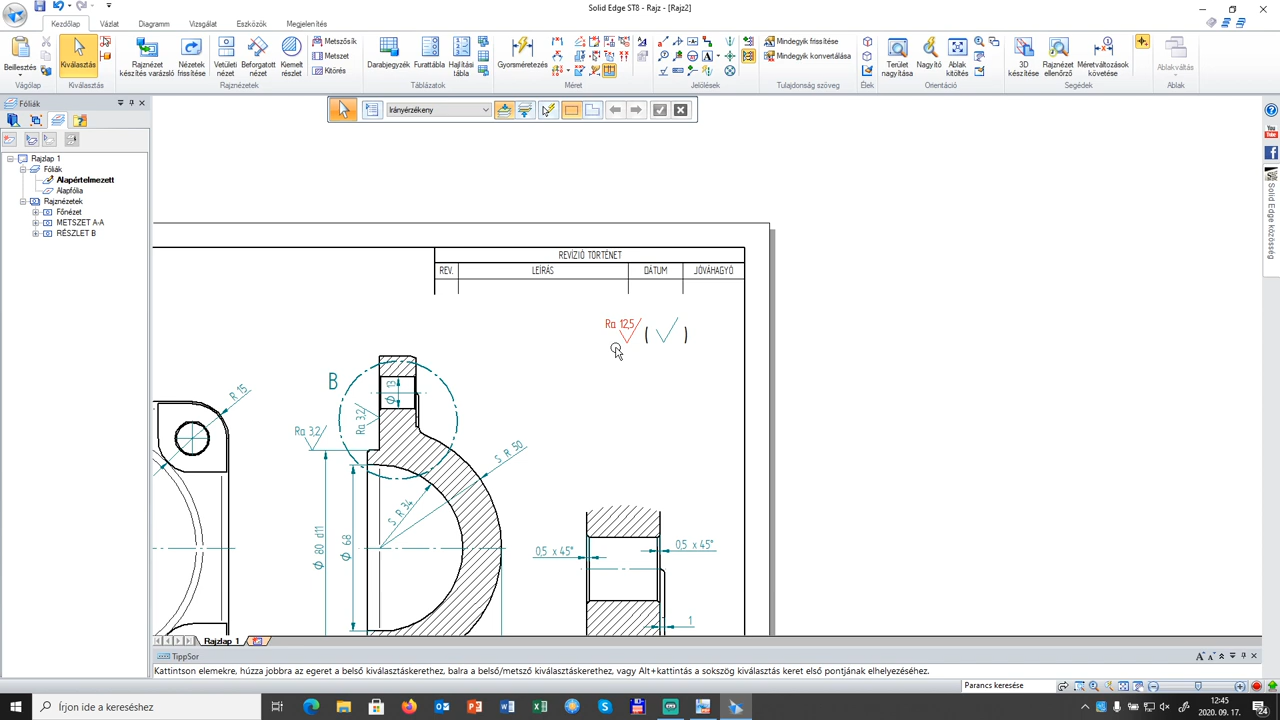 Solid Edge ST8 - Rajz - [Rajz2]
Kezdőlap Vázlat Diagramm Vizsgálat Eszközök Megjelenítés
Beillesztés
Vágólap
Kiválasztás
Kiválasztás
Rajznézet készítés varázsló
Nézetek frissítése
Vetületi nézet
Beforgatott nézet
Kiemelt részlet
Metszősík
Metszet
Kitörés
Rajznézetek
Darabjegyzék
Furattábla
Hajlítási tábla
Táblázatok
Gyorsméretezés
Méret
Jelölések
Mindegyik frissítése
Mindegyik konvertálása
Tulajdonság szöveg
Élek
Terület nagyítása
Nagyító
Ablak kitöltés
Orientáció
3D készítése
Rajznézet ellenőrző
Méretváltozások követése
Segédek
Ablakváltás
Ablak
Irányérzékeny
Fóliák
Rajzlap 1
Fóliák
Alapértelmezett
Alapfólia
Rajznézetek
Főnézet
METSZET A-A
RÉSZLET B
REVÍZIÓ TÖRTÉNET
REV. LEÍRÁS DÁTUM JÓVÁHAGYÓ
Ra 12,5 ( )
B
R 15
Φ 13
Ra 3,2
Ra 3,2
S R 50
S R 34
Φ 80 d11
Φ 68
0,5 x 45°
0,5 x 45°
1
You Tube
Solid Edge közösség
Rajzlap 1
TippSor
Kattintson elemekre, húzza jobbra az egeret a belső kiválasztáskerethez, balra a belső/metsző kiválasztáskerethez, vagy Alt+kattintás a sokszög kiválasztás keret első pontjának elhelyezéséhez.
Parancs keresése
Írjon ide a kereséshez
12:45
2020. 09. 17.
24